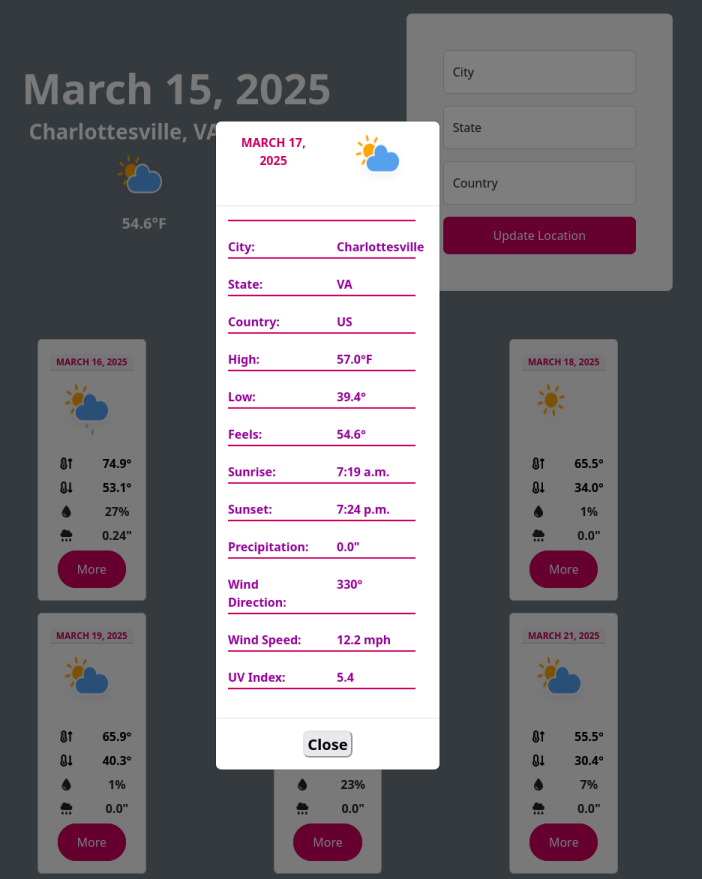 March 15, 2025
Charlottesville, VA
54.6°F
City
State
Country
Update Location
MARCH 17,
2025
City: Charlottesville
State: VA
Country: US
High: 57.0°F
Low: 39.4°
Feels: 54.6°
Sunrise: 7:19 a.m.
Sunset: 7:24 p.m.
Precipitation: 0.0"
Wind
Direction: 330°
Wind Speed: 12.2 mph
UV Index: 5.4
Close
MARCH 16, 2025
74.9°
53.1°
27%
0.24"
More
MARCH 18, 2025
65.5°
34.0°
1%
0.0"
More
MARCH 19, 2025
65.9°
40.3°
1%
0.0"
More
23%
0.0"
More
MARCH 21, 2025
55.5°
30.4°
7%
0.0"
More